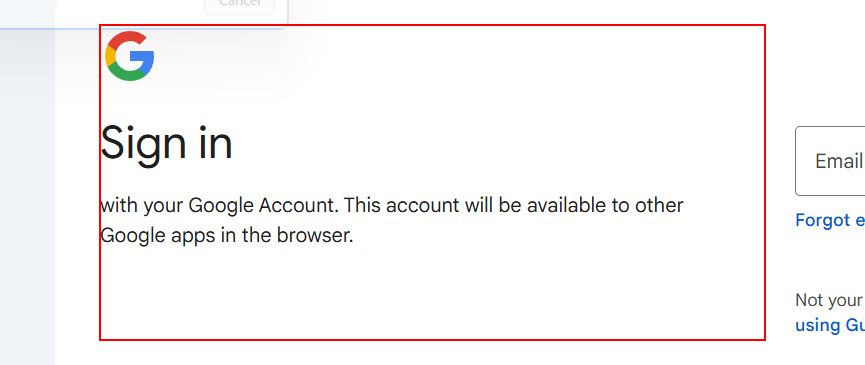 Cancel
Sign in
with your Google Account. This account will be available to other
Google apps in the browser.
Email
Forgot e
Not your
using Gu